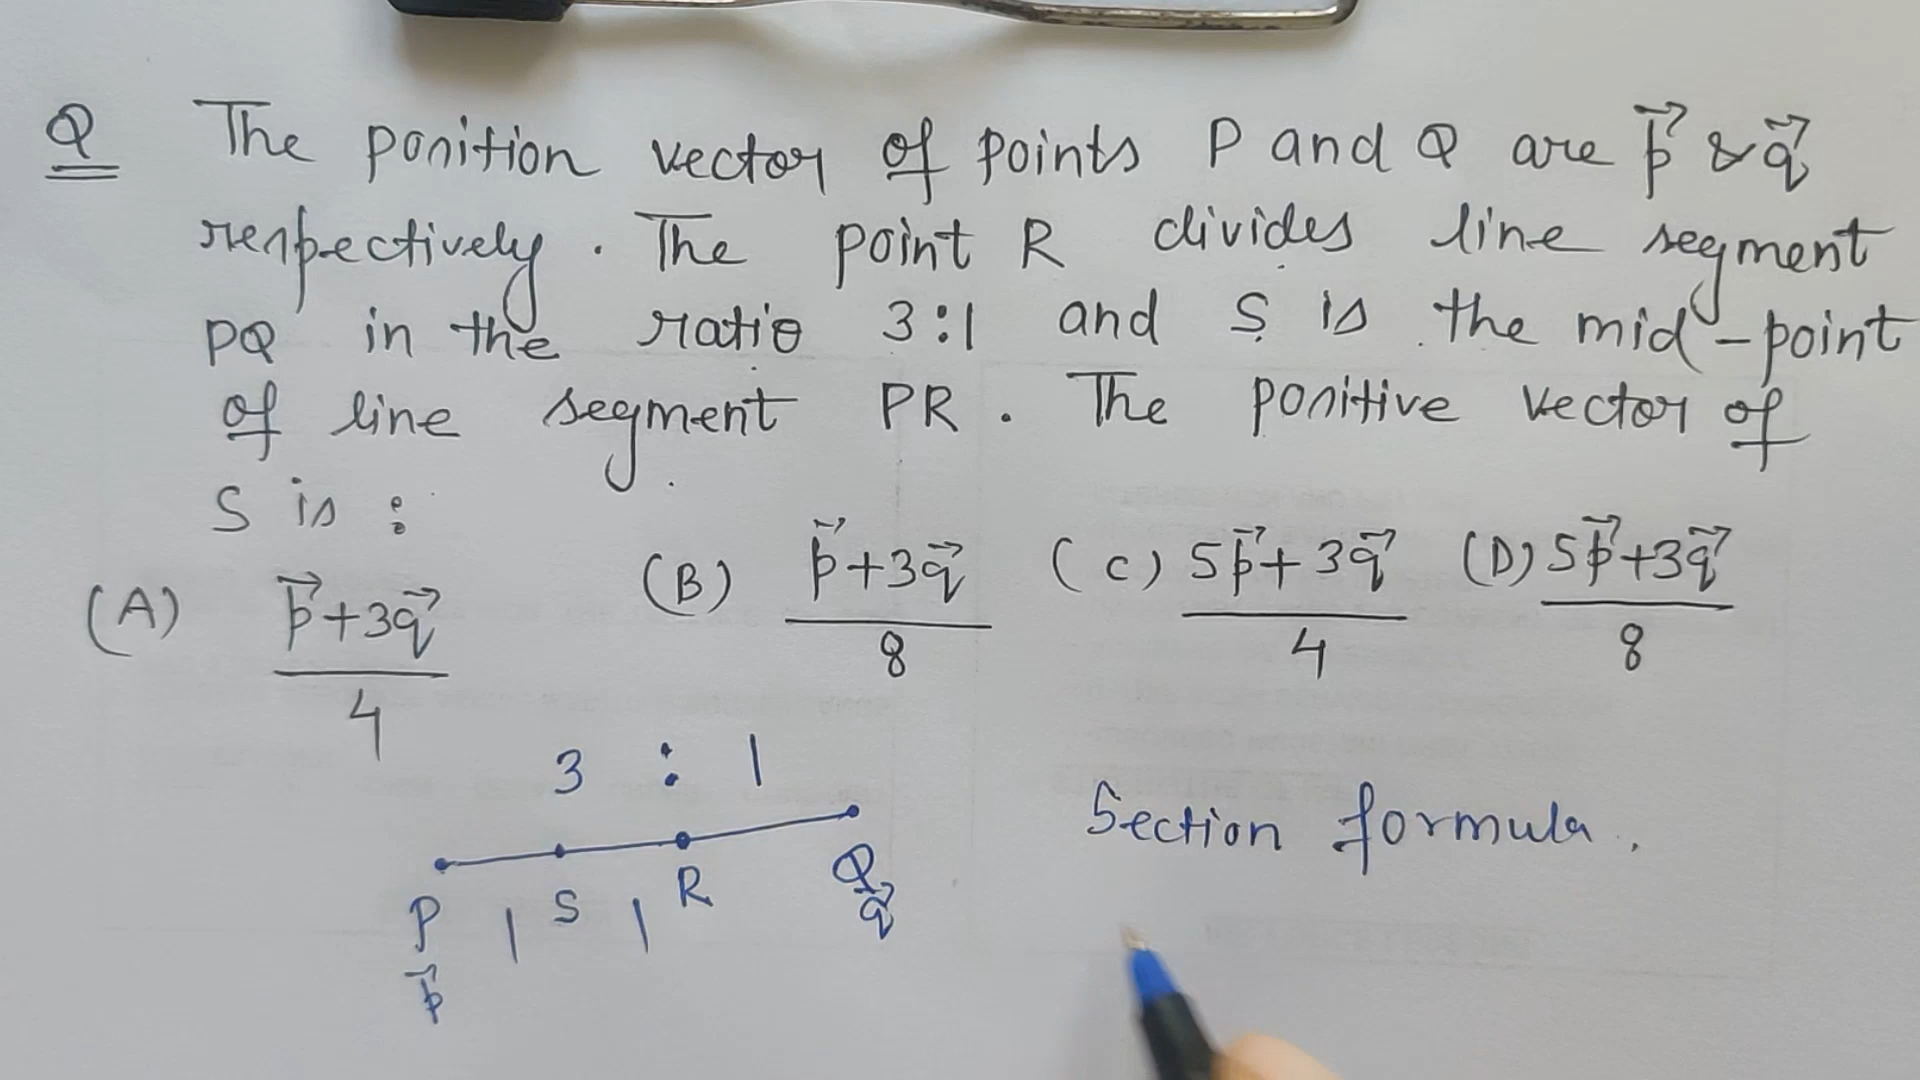 Q The position vector of points P and Q are p⃗ & q⃗
respectively. The point R divides line segment
PQ in the ratio 3:1 and S is the mid-point
of line segment PR. The positive vector of
S is :
(A) (p⃗+3q⃗)/4 (B) (p⃗+3q⃗)/8 (C) (5p⃗+3q⃗)/4 (D) (5p⃗+3q⃗)/8
3 : 1
P 1 S 1 R Q
p⃗ q⃗
Section formula.